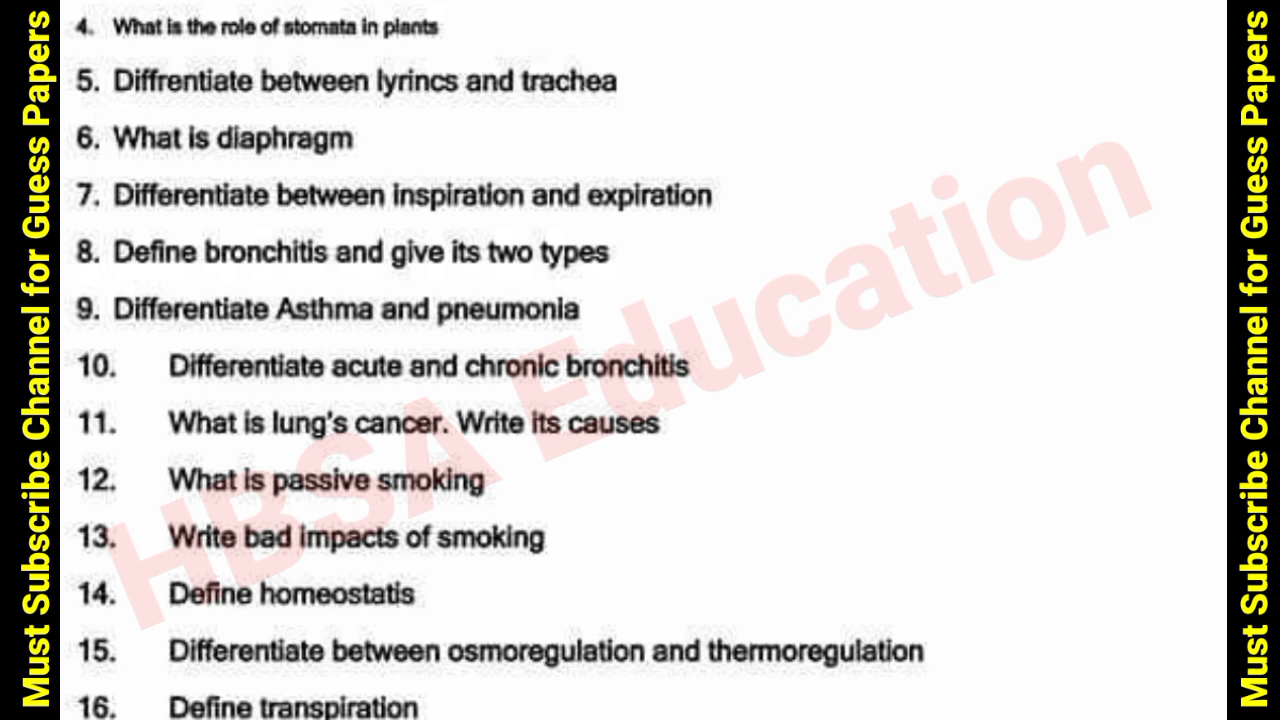 Must Subscribe Channel for Guess Papers
4. What is the role of stomata in plants
5. Diffrentiate between lyrincs and trachea
6. What is diaphragm
7. Differentiate between inspiration and expiration
8. Define bronchitis and give its two types
9. Differentiate Asthma and pneumonia
10. Differentiate acute and chronic bronchitis
11. What is lung's cancer. Write its causes
12. What is passive smoking
13. Write bad impacts of smoking
14. Define homeostatis
15. Differentiate between osmoregulation and thermoregulation
16. Define transpiration
HBSA Education
Must Subscribe Channel for Guess Papers